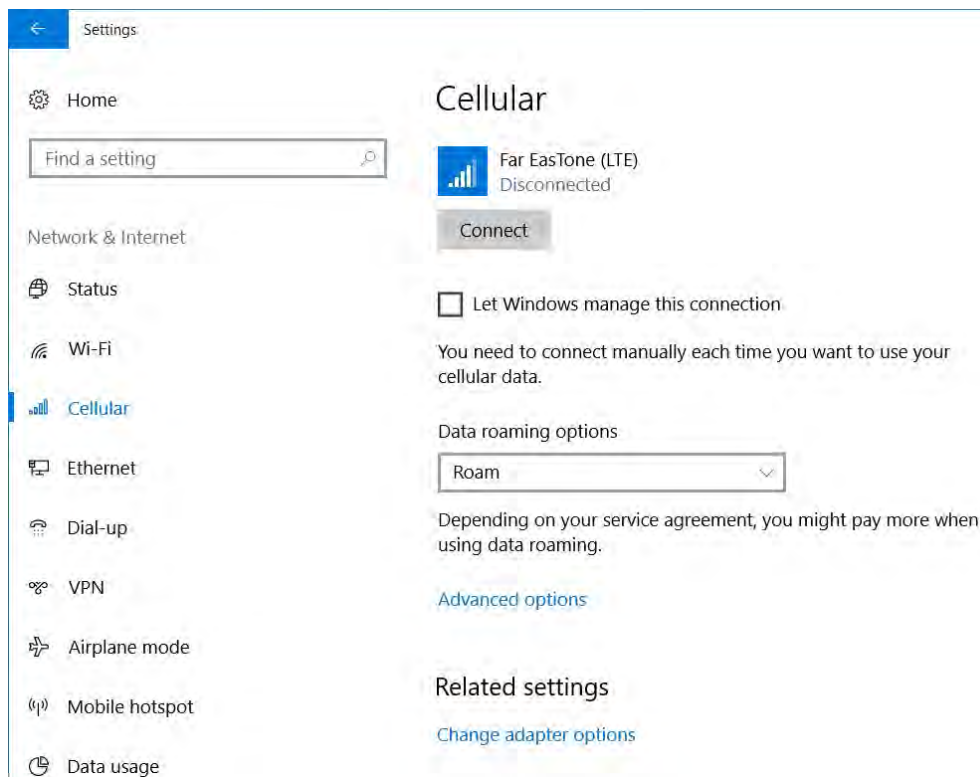 Settings
Home
Find a setting
Network & Internet
Status
Wi-Fi
Cellular
Ethernet
Dial-up
VPN
Airplane mode
Mobile hotspot
Data usage
Cellular
Far EasTone (LTE)
Disconnected
Connect
Let Windows manage this connection
You need to connect manually each time you want to use your
cellular data.
Data roaming options
Roam
Depending on your service agreement, you might pay more when
using data roaming.
Advanced options
Related settings
Change adapter options